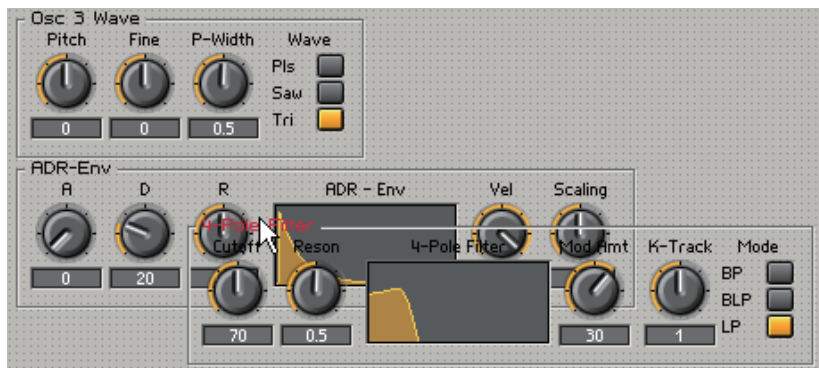 Osc 3 Wave
Pitch Fine P-Width Wave
Pls
Saw
Tri
0 0 0.5
ADR-Env
A D R ADR - Env Vel Scaling
4-Pole Filter
Cutoff Reson 4-Pole Filter Mod Amt K-Track Mode
0 20
BP
BLP
LP
70 0.5 30 1